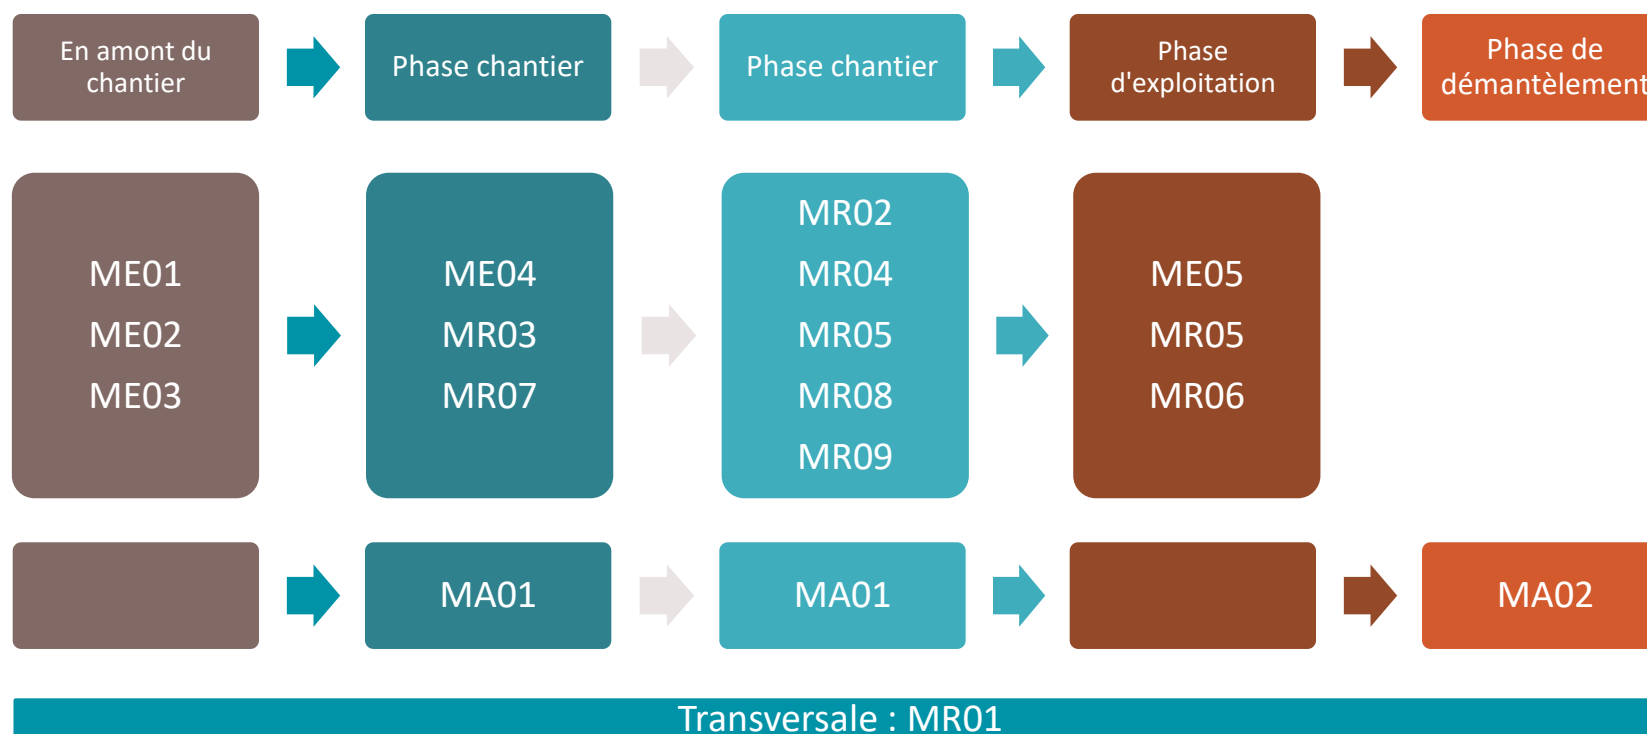 En amont du
chantier
Phase chantier
Phase chantier
Phase
d'exploitation
Phase de
démantèlement
ME01
ME02
ME03
ME04
MR03
MR07
MR02
MR04
MR05
MR08
MR09
ME05
MR05
MR06
MA01
MA01
MA02
Transversale : MR01